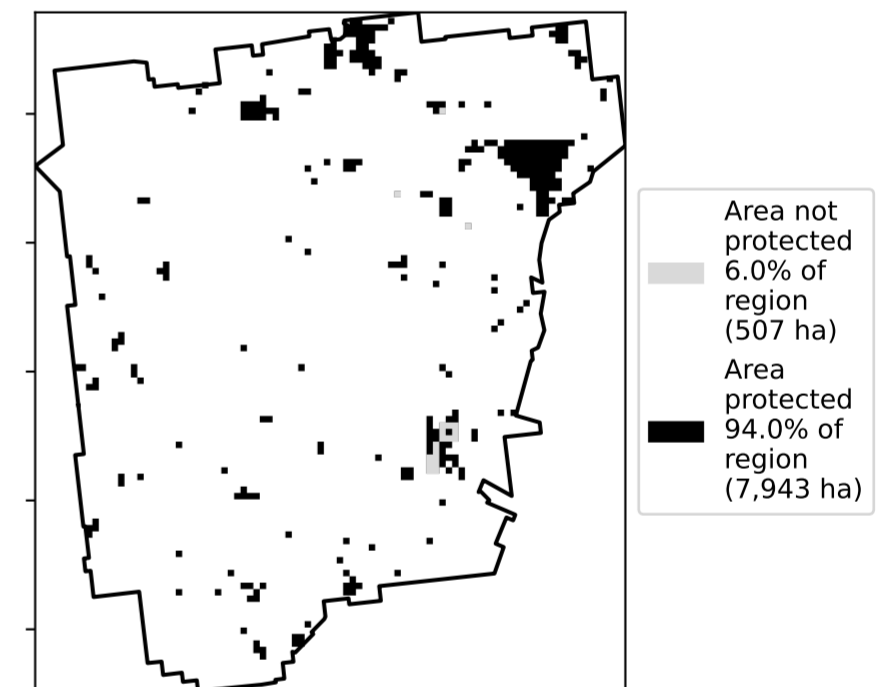 Area not
protected
6.0% of
region
(507 ha)
Area
protected
94.0% of
region
(7,943 ha)